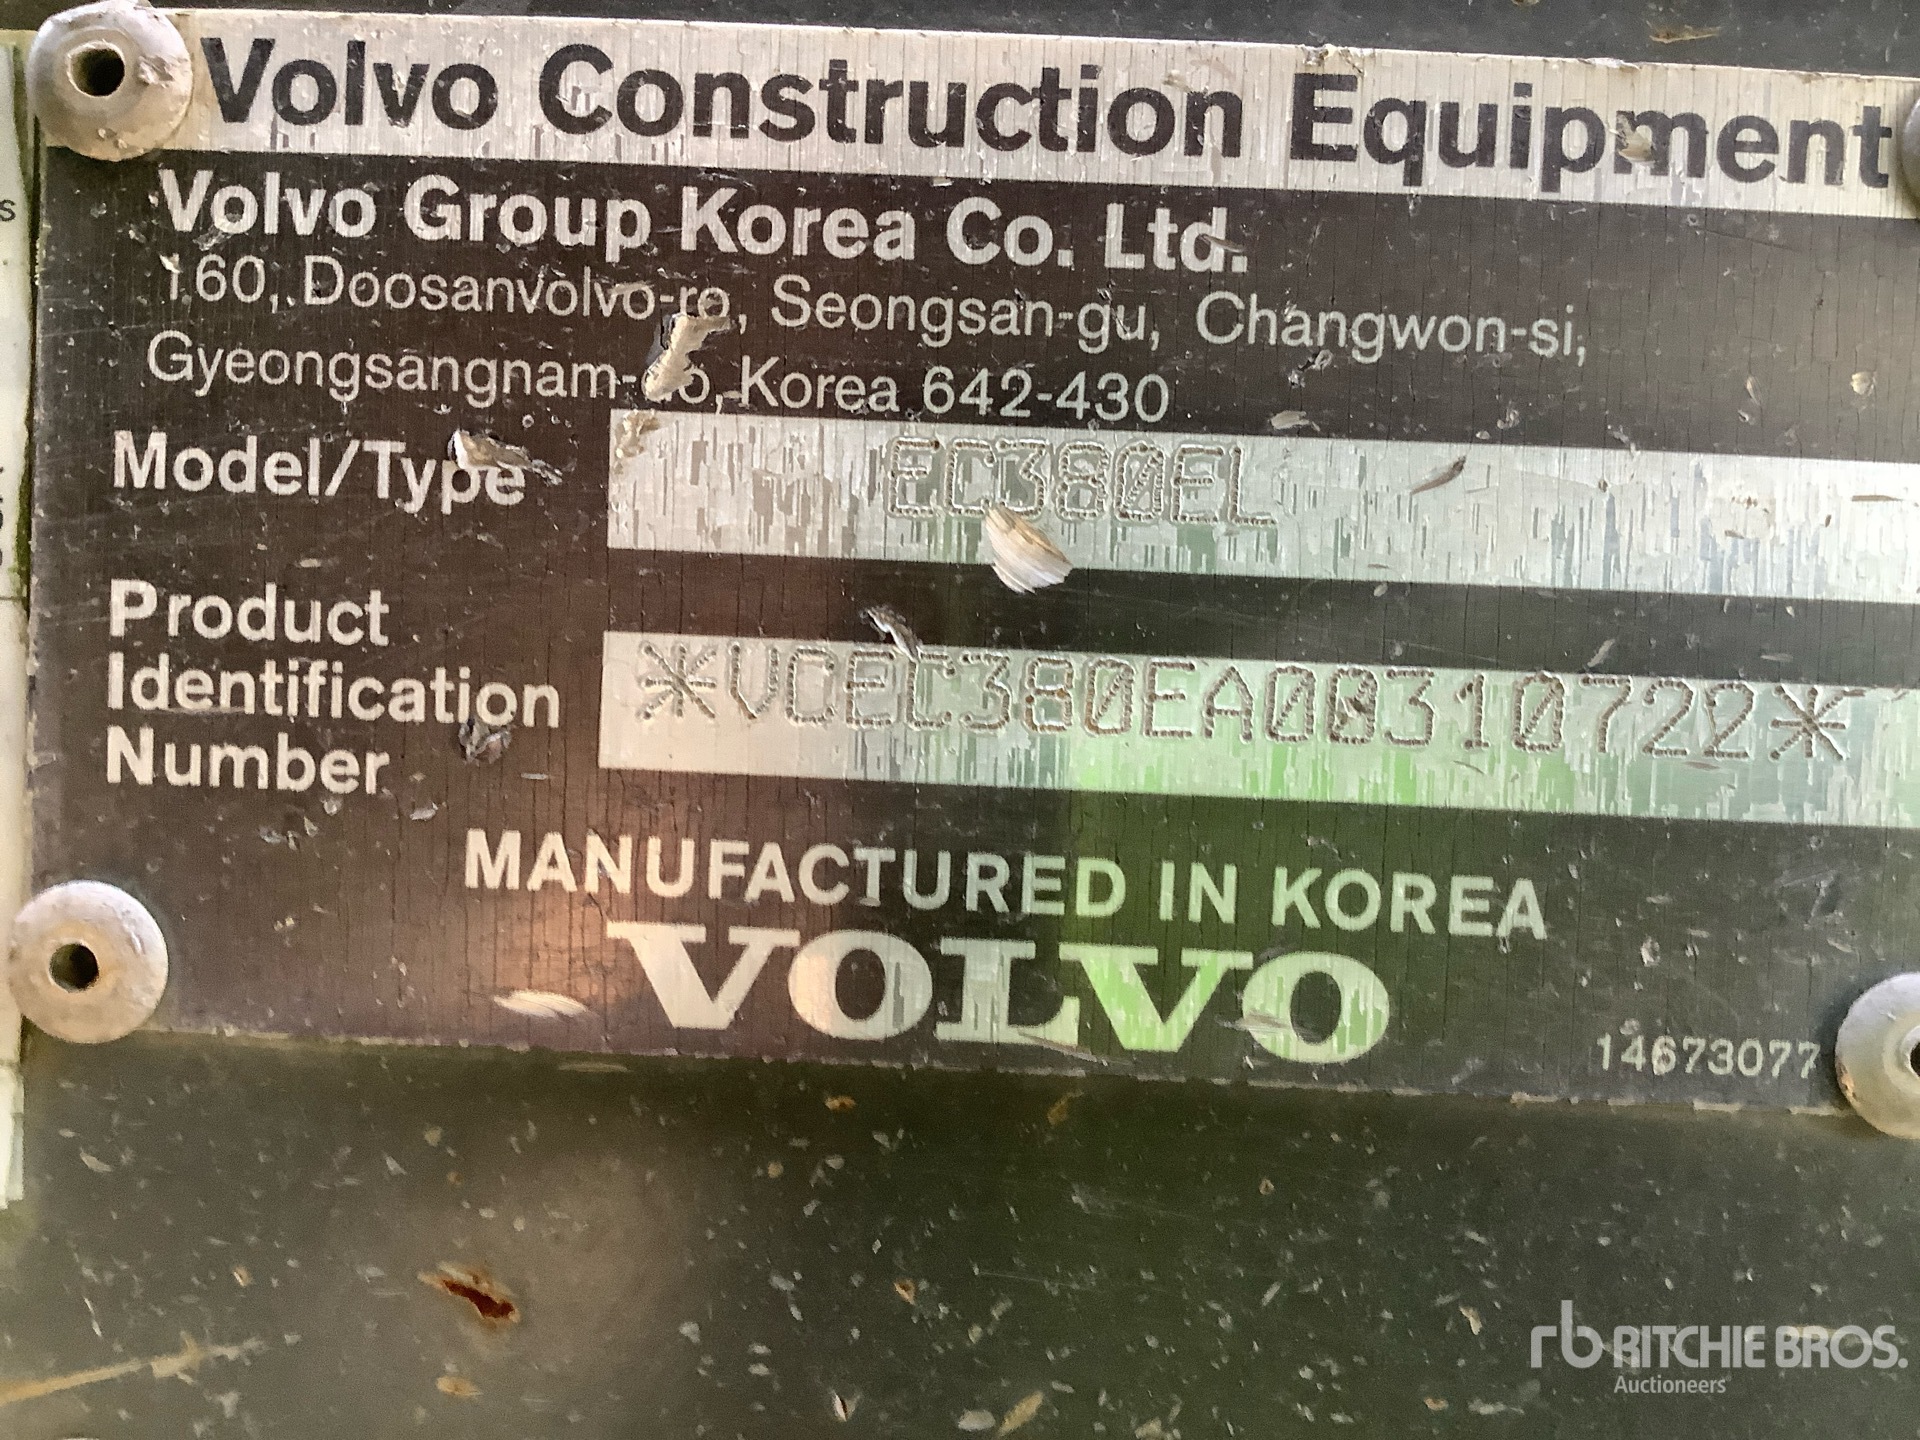 Volvo Construction Equipment
Volvo Group Korea Co. Ltd.
160, Doosanvolvo-ro, Seongsan-gu, Changwon-si,
Gyeongsangnam-do, Korea 642-430
Model/Type EC380EL
Product
Identification
Number
*VCEC380EA00310722*
MANUFACTURED IN KOREA
VOLVO
14673077
rb RITCHIE BROS.
Auctioneers